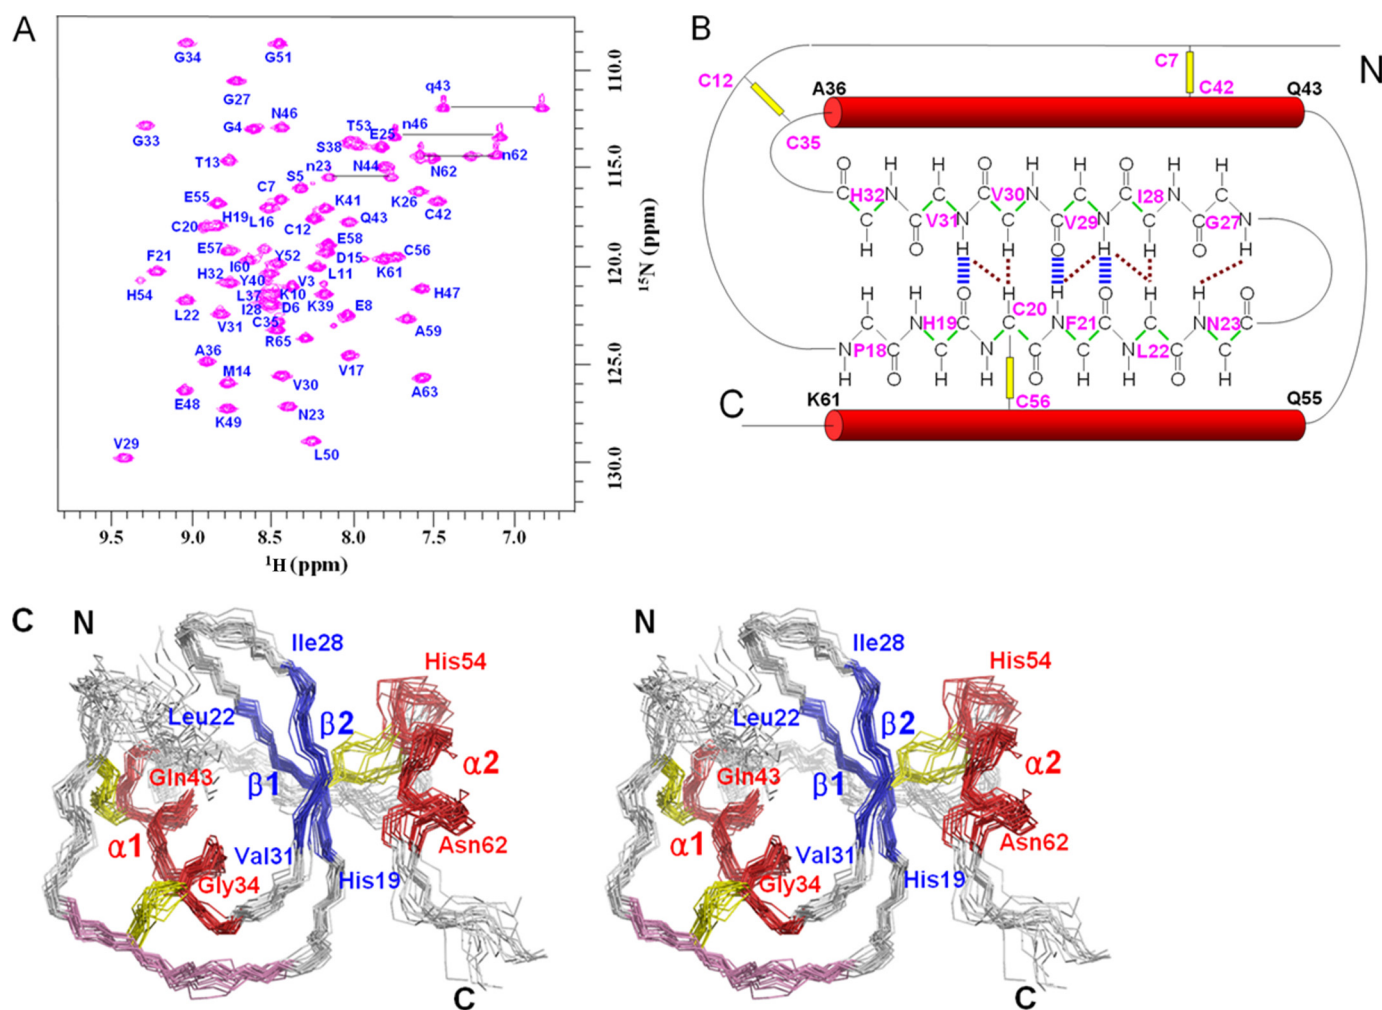 A
G34
G51
110.0
G27
q43
G4
N46
G33
T53
E25
n46
S38
T13
n23
N44
N62
n62
115.0
S5
C7
K41
K26
E55
H19
L16
C12
Q43
C42
C20
E58
E57
Y52
D15
C56
F21
I60
L11
K61
120.0
H54
H32
Y40
V3
L37
K10
K39
H47
L22
I28
D6
E8
V31
C35
A59
R65
A36
V17
125.0
M14
V30
A63
E48
K49
N23
V29
L50
130.0
15N (ppm)
9.5 9.0 8.5 8.0 7.5 7.0
1H (ppm)
B
C7
N
C12
A36
C42
Q43
C35
O H H O H H O H H
C H32 N C V30 N C I28 N
C C V31 N C C V29 N C C G27 N
H O H H O H H O H
H H H H H
O H H O H H O
H C20 H
N H19 C C N F21 C C N N23 C
P18 N C C N C C N L22 C C
H O H H O H H O H H
C56
C
K61
Q55
C N
Ile28
His54
Leu22
β2
Gln43
β1
α2
α1
Val31
Asn62
Gly34
His19
C
N
Ile28
His54
Leu22
β2
Gln43
β1
α2
α1
Val31
Asn62
Gly34
His19
C